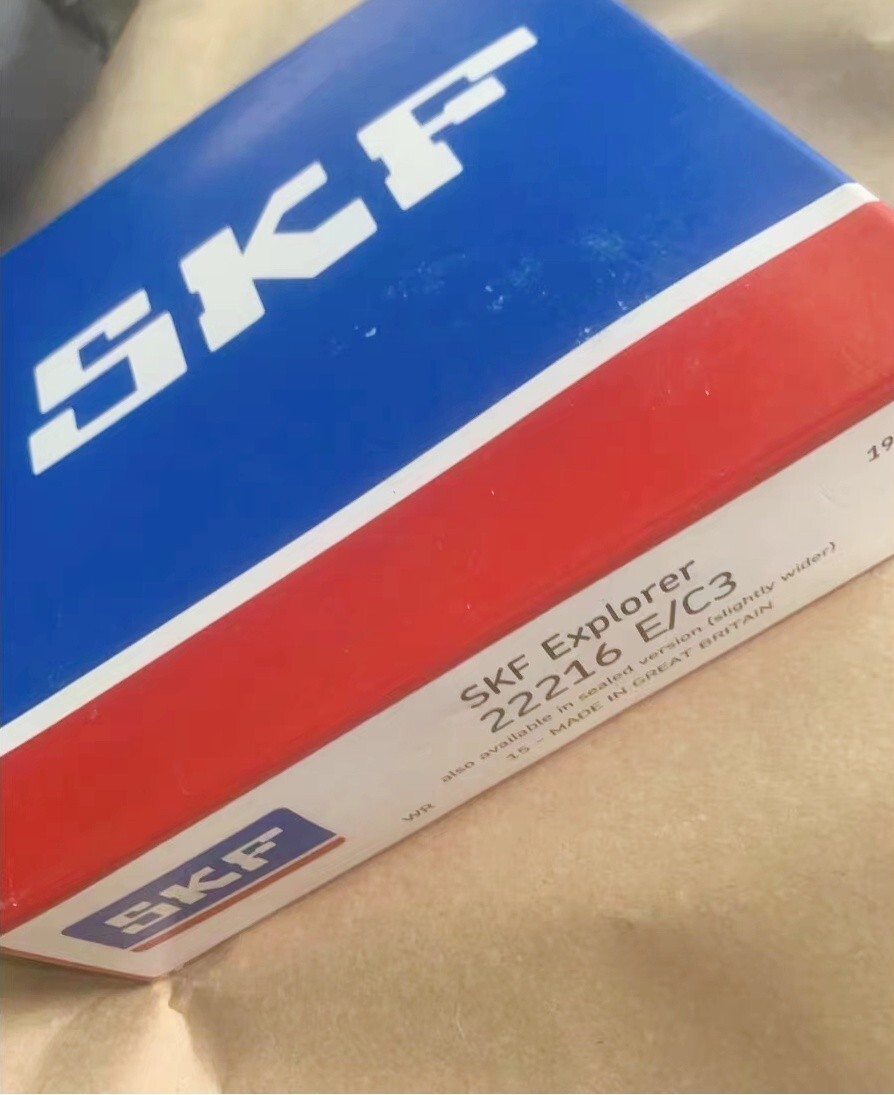 SKF
19
SKF Explorer
22216 E/C3
also available in sealed version (slightly wider)
WR 15 - MADE IN GREAT BRITAIN
SKF